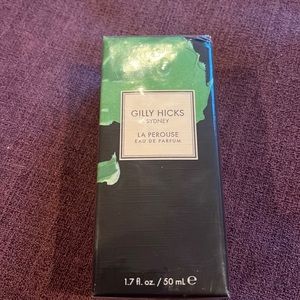 GILLY HICKS
SYDNEY
LA PEROUSE
EAU DE PARFUM
1.7 fl. oz. / 50 mL ℮